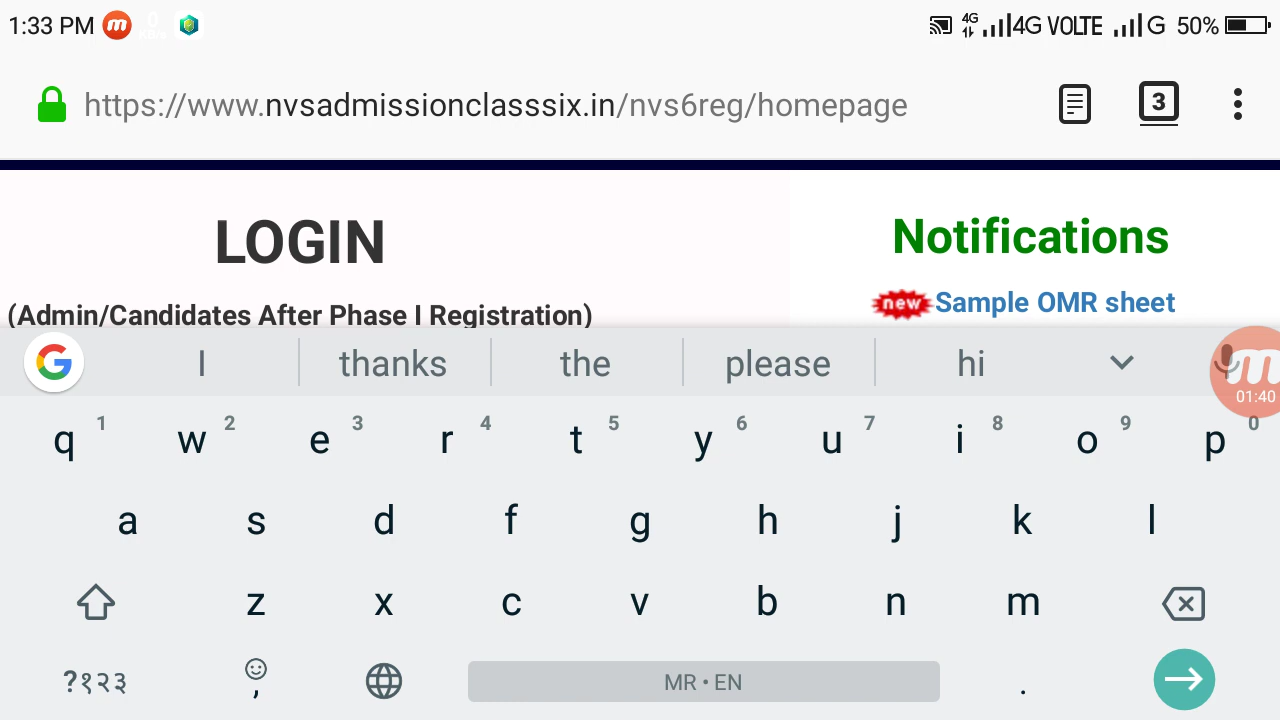 1:33 PM 4G 4G VOLTE G 50%
https://www.nvsadmissionclasssix.in/nvs6reg/homepage 3
LOGIN
Notifications
(Admin/Candidates After Phase I Registration)
new Sample OMR sheet
I thanks the please hi
01:40
q 1 w 2 e 3 r 4 t 5 y 6 u 7 i 8 o 9 p 0
a s d f g h j k l
z x c v b n m
?१२३ , MR • EN .